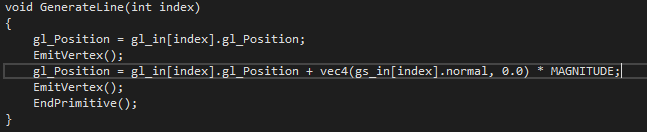 void GenerateLine(int index)
{
    gl_Position = gl_in[index].gl_Position;
    EmitVertex();
    gl_Position = gl_in[index].gl_Position + vec4(gs_in[index].normal, 0.0) * MAGNITUDE;
    EmitVertex();
    EndPrimitive();
}